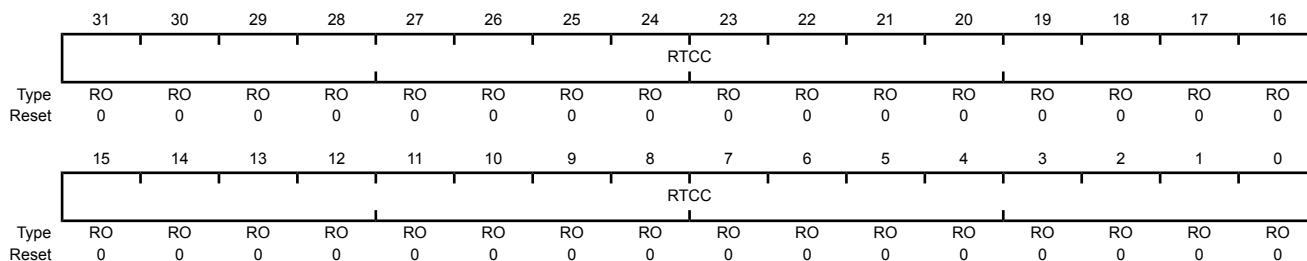 31 30 29 28 27 26 25 24 23 22 21 20 19 18 17 16
RTCC
Type RO RO RO RO RO RO RO RO RO RO RO RO RO RO RO RO
Reset 0 0 0 0 0 0 0 0 0 0 0 0 0 0 0 0
15 14 13 12 11 10 9 8 7 6 5 4 3 2 1 0
RTCC
Type RO RO RO RO RO RO RO RO RO RO RO RO RO RO RO RO
Reset 0 0 0 0 0 0 0 0 0 0 0 0 0 0 0 0